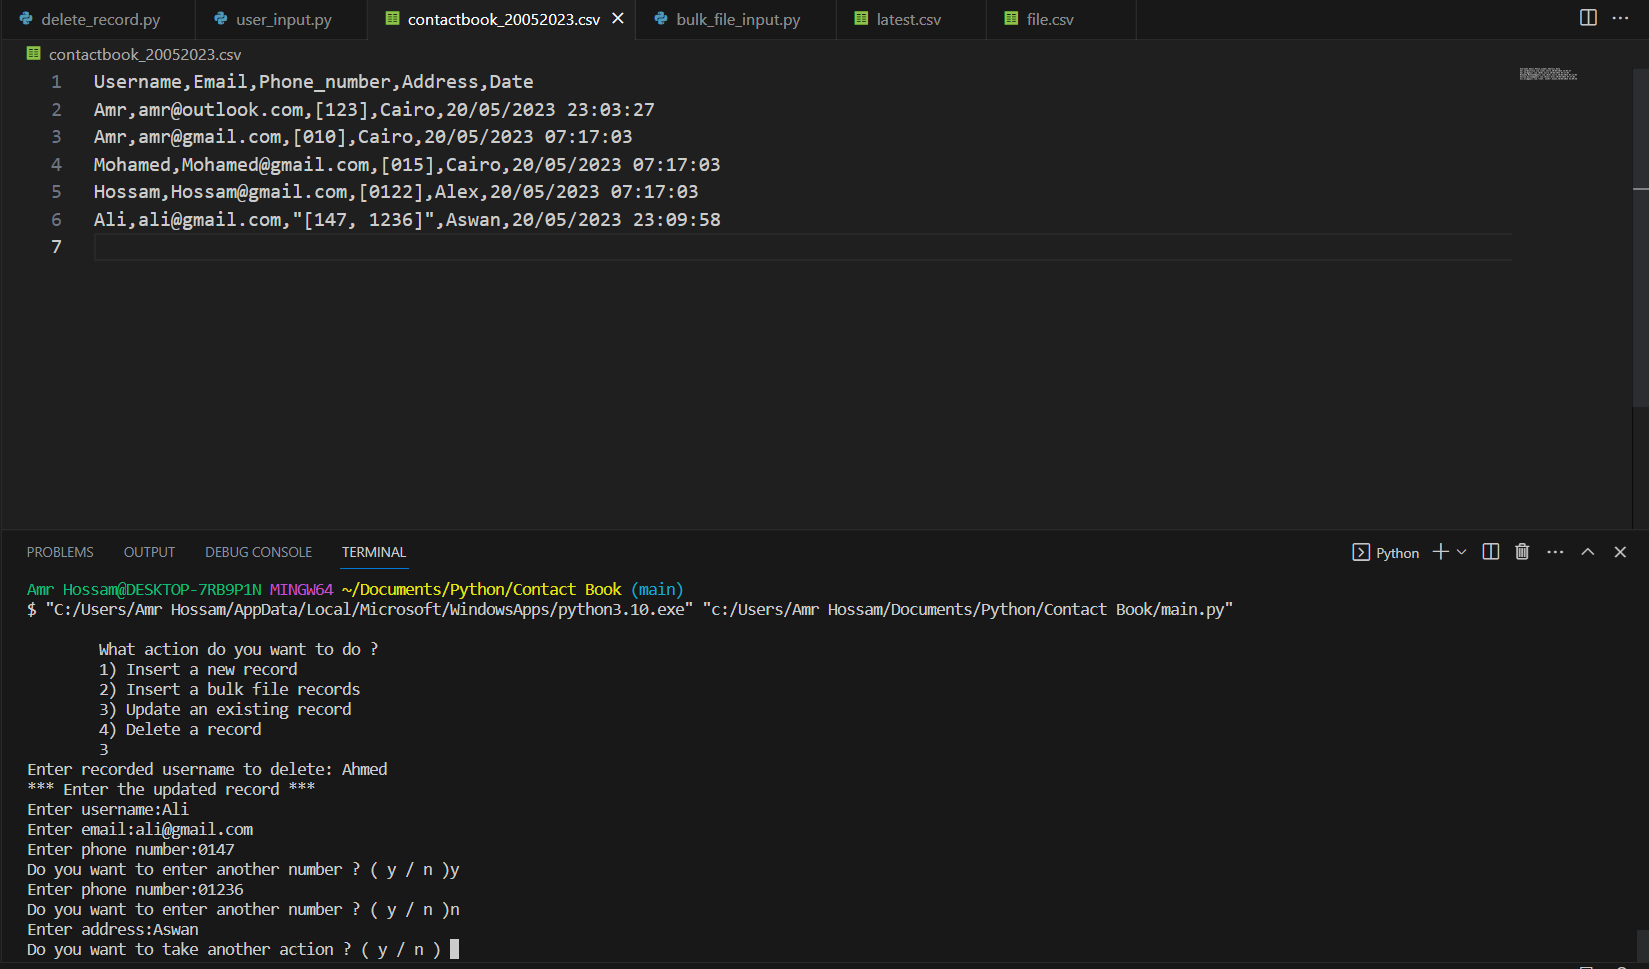 delete_record.py user_input.py contactbook_20052023.csv bulk_file_input.py latest.csv file.csv
contactbook_20052023.csv
1 Username,Email,Phone_number,Address,Date
2 Amr,amr@outlook.com,[123],Cairo,20/05/2023 23:03:27
3 Amr,amr@gmail.com,[010],Cairo,20/05/2023 07:17:03
4 Mohamed,Mohamed@gmail.com,[015],Cairo,20/05/2023 07:17:03
5 Hossam,Hossam@gmail.com,[0122],Alex,20/05/2023 07:17:03
6 Ali,ali@gmail.com,"[147, 1236]",Aswan,20/05/2023 23:09:58
7
PROBLEMS OUTPUT DEBUG CONSOLE TERMINAL Python
Amr Hossam@DESKTOP-7RB9P1N MINGW64 ~/Documents/Python/Contact Book (main)
$ "C:/Users/Amr Hossam/AppData/Local/Microsoft/WindowsApps/python3.10.exe" "c:/Users/Amr Hossam/Documents/Python/Contact Book/main.py"
What action do you want to do ?
1) Insert a new record
2) Insert a bulk file records
3) Update an existing record
4) Delete a record
3
Enter recorded username to delete: Ahmed
*** Enter the updated record ***
Enter username:Ali
Enter email:ali@gmail.com
Enter phone number:0147
Do you want to enter another number ? ( y / n )y
Enter phone number:01236
Do you want to enter another number ? ( y / n )n
Enter address:Aswan
Do you want to take another action ? ( y / n )